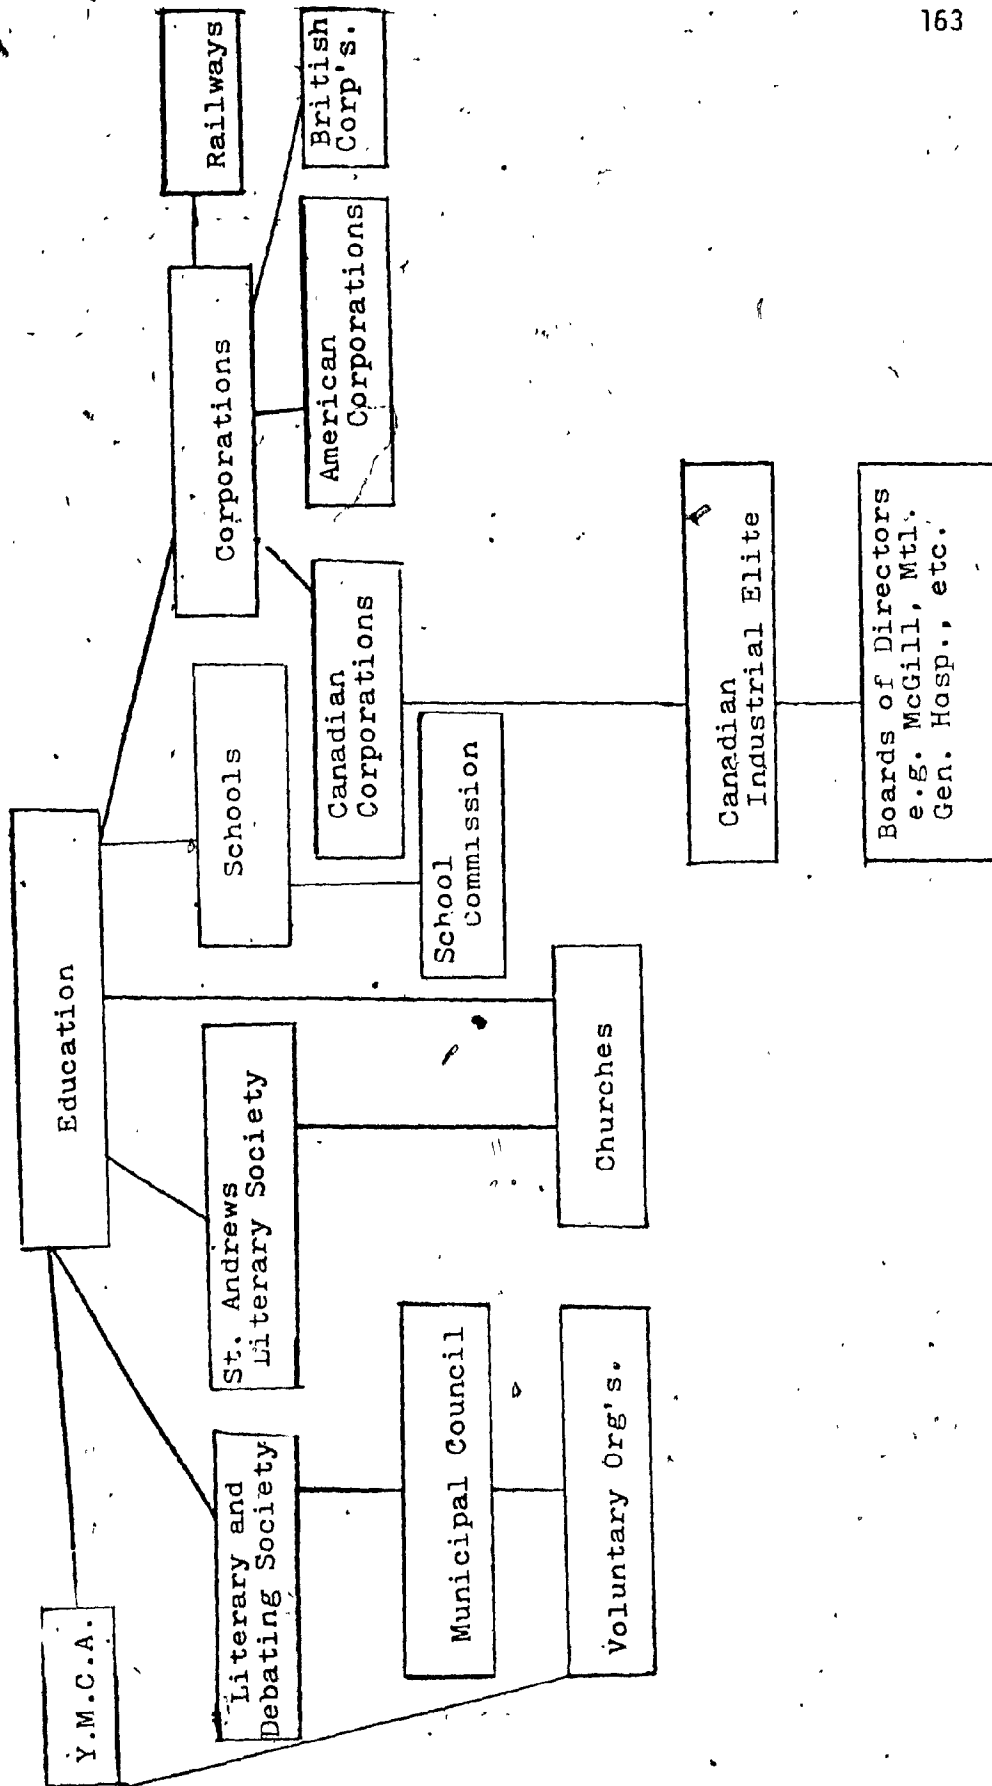 163
Education
Y.M.C.A.
Literary and
Debating Society
St. Andrews
Literary Society
Schools
Corporations
Railways
Canadian
Corporations
American
Corporations
British
Corp's.
Municipal Council
School
Commission
Voluntary Org's.
Churches
Canadian
Industrial Elite
Boards of Directors
e.g. McGill, Mtl.
Gen. Hosp., etc.